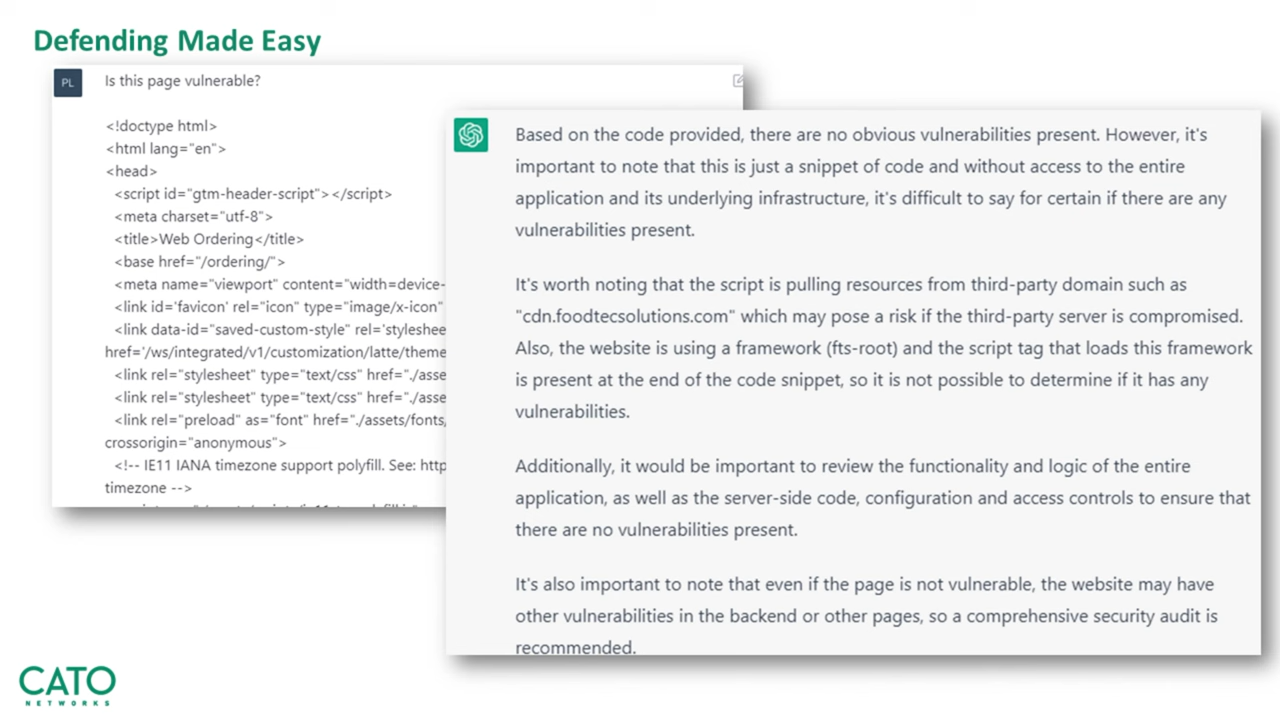 Defending Made Easy
PL
Is this page vulnerable?
<!doctype html>
<html lang="en">
<head>
<script id="gtm-header-script"></script>
<meta charset="utf-8">
<title>Web Ordering</title>
<base href="/ordering/">
<meta name="viewport" content="width=device-
<link id='favicon' rel="icon" type="image/x-icon"
<link data-id="saved-custom-style" rel='styleshee
href='/ws/integrated/v1/customization/latte/theme
<link rel="stylesheet" type="text/css" href="./asse
<link rel="stylesheet" type="text/css" href="./asse
<link rel="preload" as="font" href="./assets/fonts/
crossorigin="anonymous">
<!-- IE11 IANA timezone support polyfill. See: http
timezone -->
Based on the code provided, there are no obvious vulnerabilities present. However, it's
important to note that this is just a snippet of code and without access to the entire
application and its underlying infrastructure, it's difficult to say for certain if there are any
vulnerabilities present.
It's worth noting that the script is pulling resources from third-party domain such as
"cdn.foodtecsolutions.com" which may pose a risk if the third-party server is compromised.
Also, the website is using a framework (fts-root) and the script tag that loads this framework
is present at the end of the code snippet, so it is not possible to determine if it has any
vulnerabilities.
Additionally, it would be important to review the functionality and logic of the entire
application, as well as the server-side code, configuration and access controls to ensure that
there are no vulnerabilities present.
It's also important to note that even if the page is not vulnerable, the website may have
other vulnerabilities in the backend or other pages, so a comprehensive security audit is
recommended.
CATO
NETWORKS